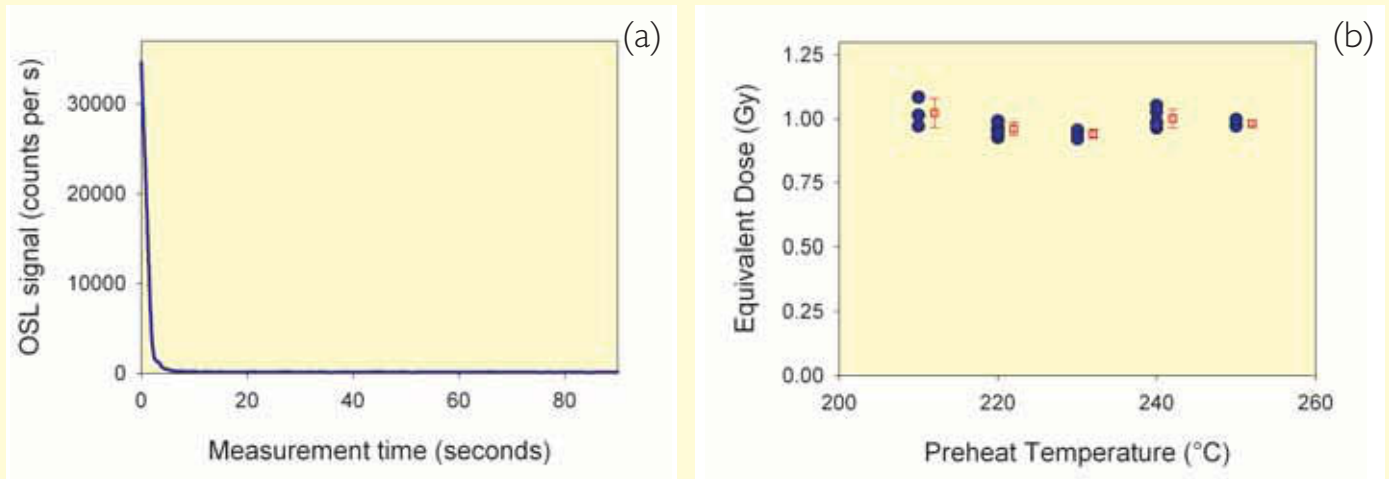 (a)
OSL signal (counts per s)
30000
20000
10000
0
0 20 40 60 80
Measurement time (seconds)
(b)
Equivalent Dose (Gy)
1.25
1.00
0.75
0.50
0.25
0.00
200 220 240 260
Preheat Temperature (°C)